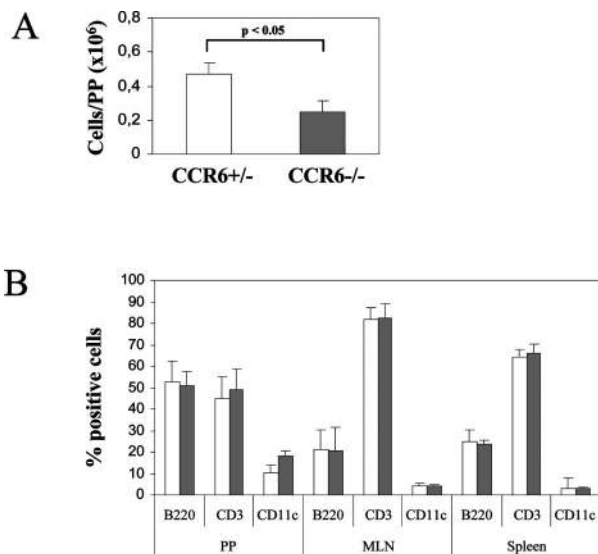 A
Cells/PP (x10⁶)
0,8
0,6
0,4
0,2
0
p < 0.05
CCR6+/-
CCR6-/-
B
% positive cells
100
90
80
70
60
50
40
30
20
10
0
B220 CD3 CD11c B220 CD3 CD11c B220 CD3 CD11c
PP MLN Spleen